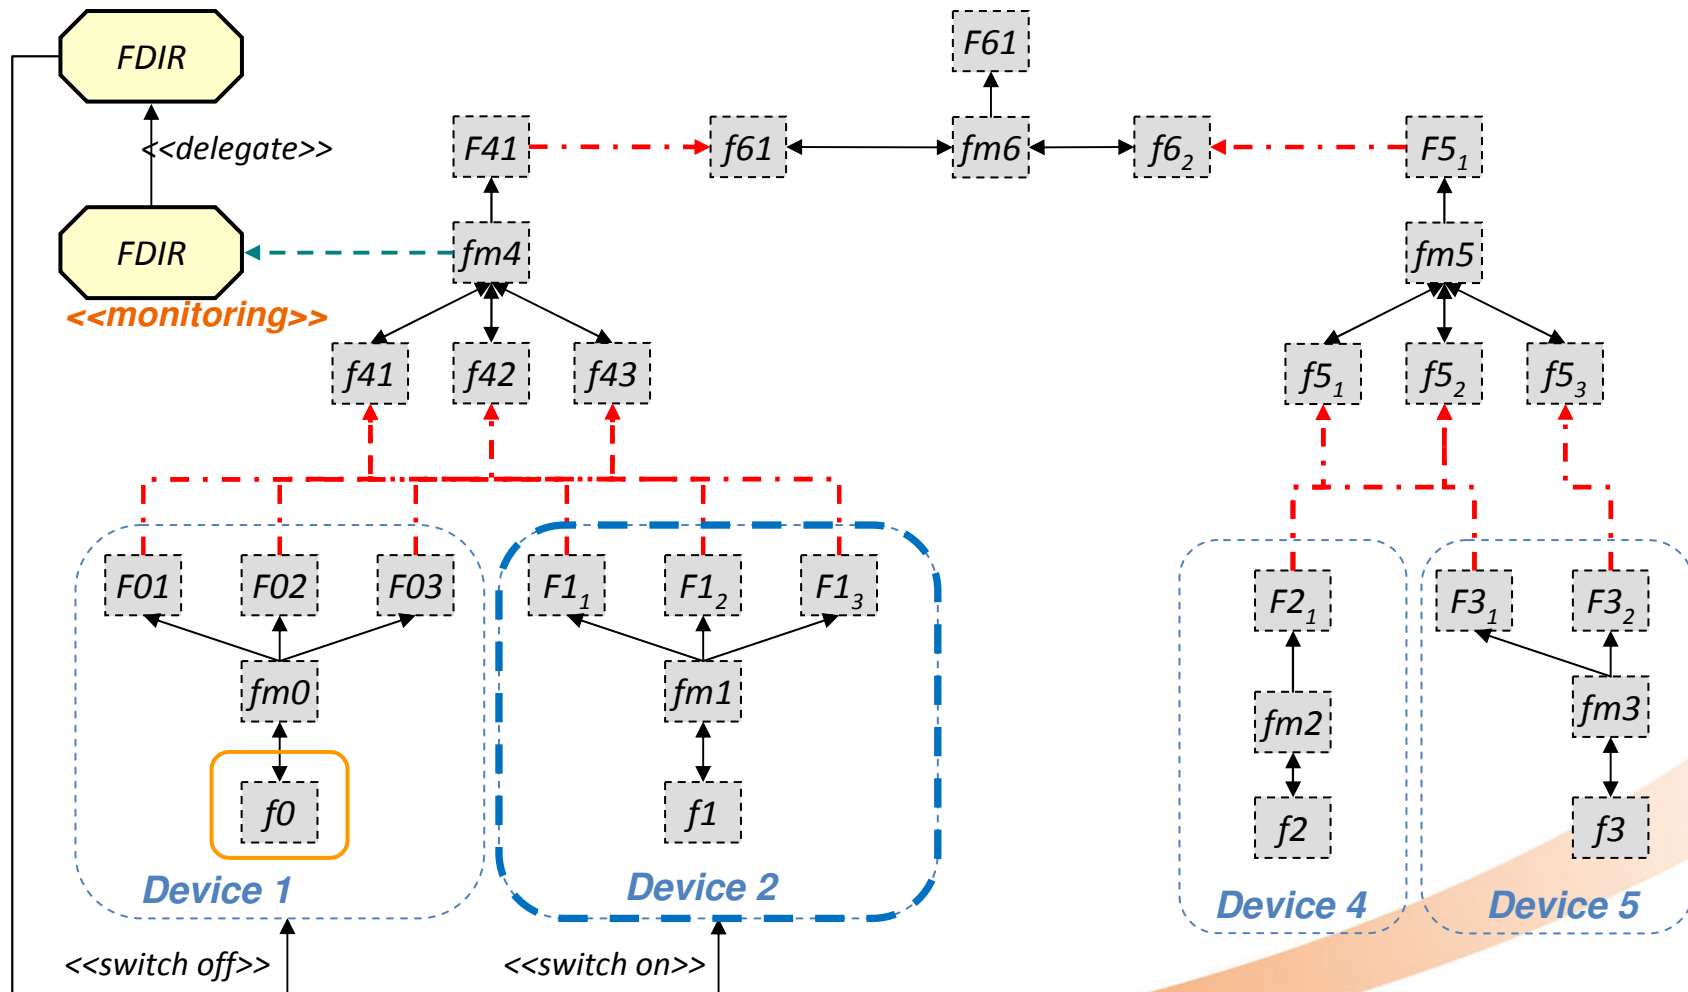 FDIR
F61
<<delegate>>
F41
f61
fm6
f6₂
F5₁
FDIR
fm4
fm5
<<monitoring>>
f41
f42
f43
f5₁
f5₂
f5₃
F01
F02
F03
F1₁
F1₂
F1₃
F2₁
F3₁
F3₂
fm0
fm1
fm2
fm3
f0
f1
f2
f3
Device 1
Device 2
Device 4
Device 5
<<switch off>>
<<switch on>>